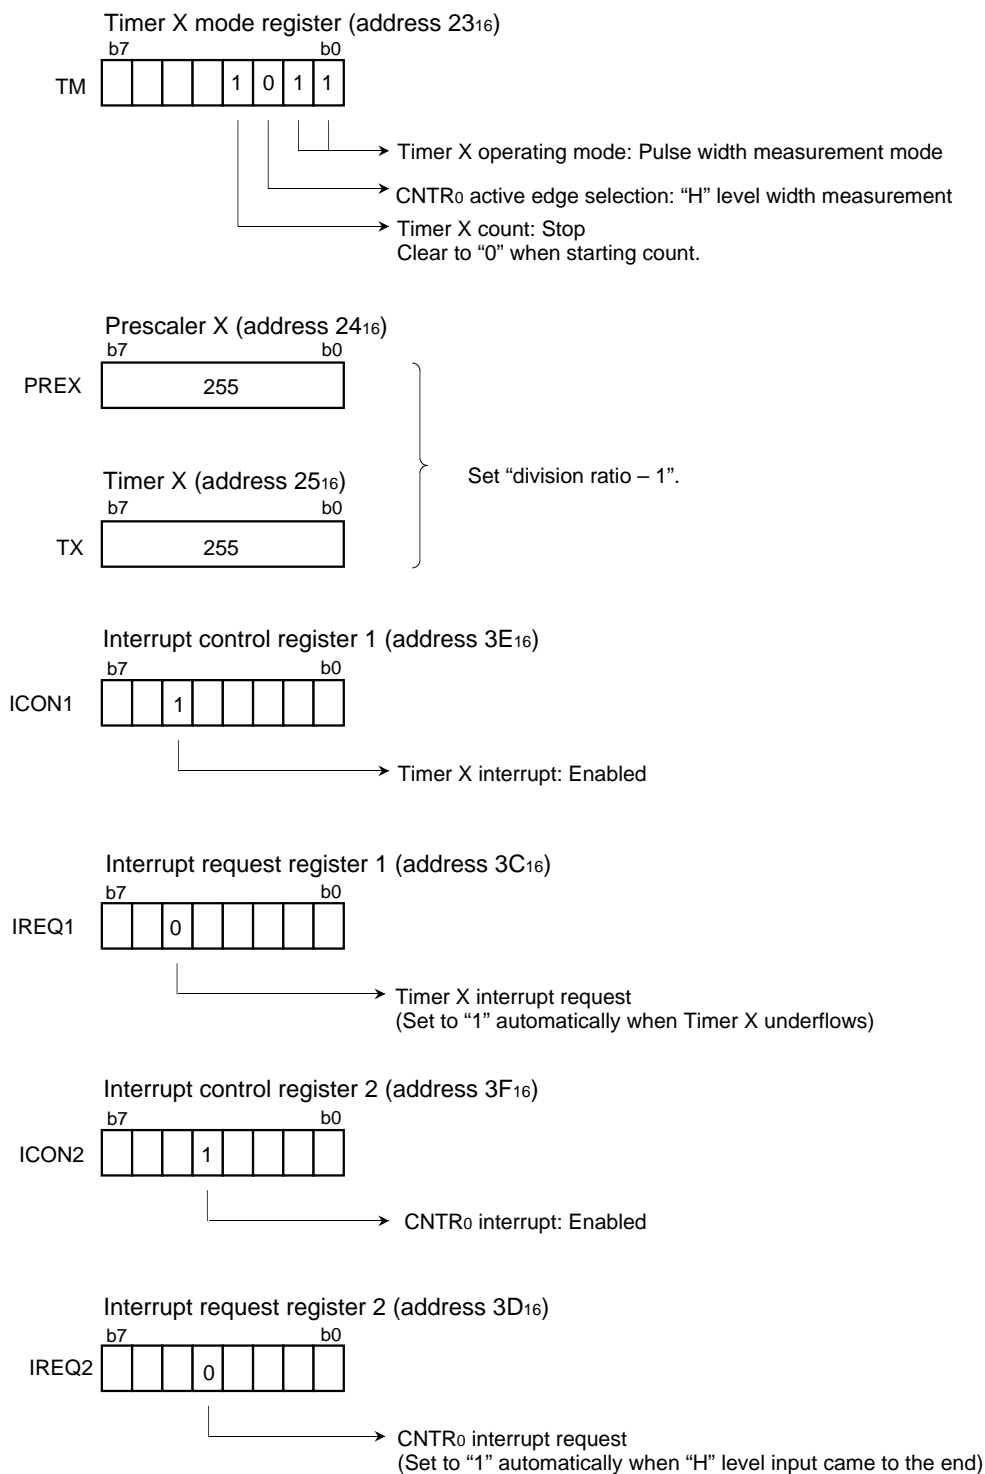 Timer X mode register (address 2316)
b7 b0
TM 1 0 1 1
Timer X operating mode: Pulse width measurement mode
CNTR0 active edge selection: “H” level width measurement
Timer X count: Stop
Clear to “0” when starting count.
Prescaler X (address 2416)
b7 b0
PREX 255
Set “division ratio – 1”.
Timer X (address 2516)
b7 b0
TX 255
Interrupt control register 1 (address 3E16)
b7 b0
ICON1 1
Timer X interrupt: Enabled
Interrupt request register 1 (address 3C16)
b7 b0
IREQ1 0
Timer X interrupt request
(Set to “1” automatically when Timer X underflows)
Interrupt control register 2 (address 3F16)
b7 b0
ICON2 1
CNTR0 interrupt: Enabled
Interrupt request register 2 (address 3D16)
b7 b0
IREQ2 0
CNTR0 interrupt request
(Set to “1” automatically when “H” level input came to the end)